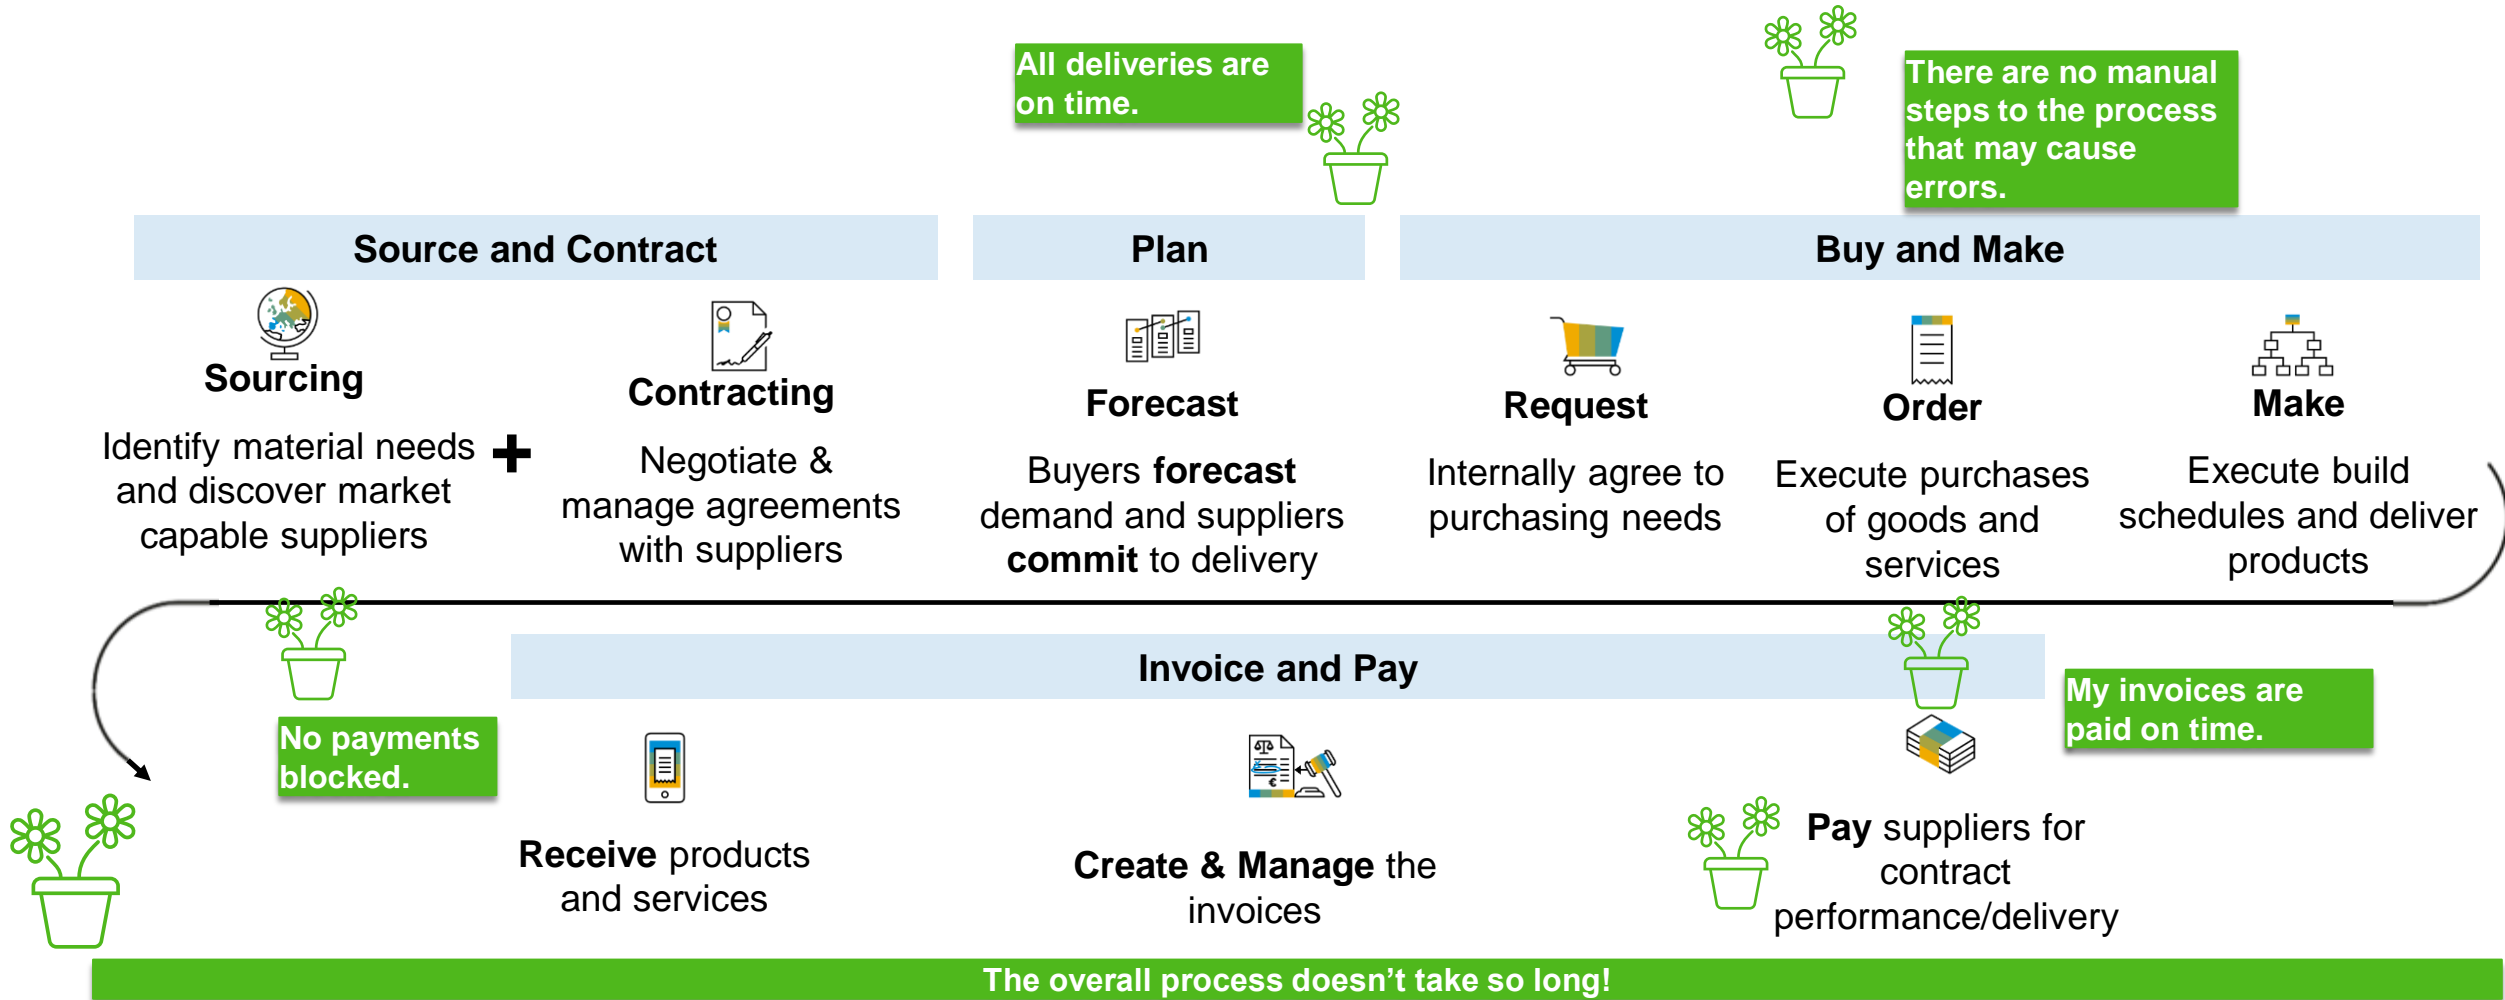 All deliveries are
on time.
There are no manual
steps to the process
that may cause
errors.
Source and Contract
Plan
Buy and Make
Sourcing
Identify material needs
and discover market
capable suppliers
+
Contracting
Negotiate &
manage agreements
with suppliers
Forecast
Buyers forecast
demand and suppliers
commit to delivery
Request
Internally agree to
purchasing needs
Order
Execute purchases
of goods and
services
Make
Execute build
schedules and deliver
products
Invoice and Pay
No payments
blocked.
My invoices are
paid on time.
Receive products
and services
Create & Manage the
invoices
Pay suppliers for
contract
performance/delivery
The overall process doesn’t take so long!